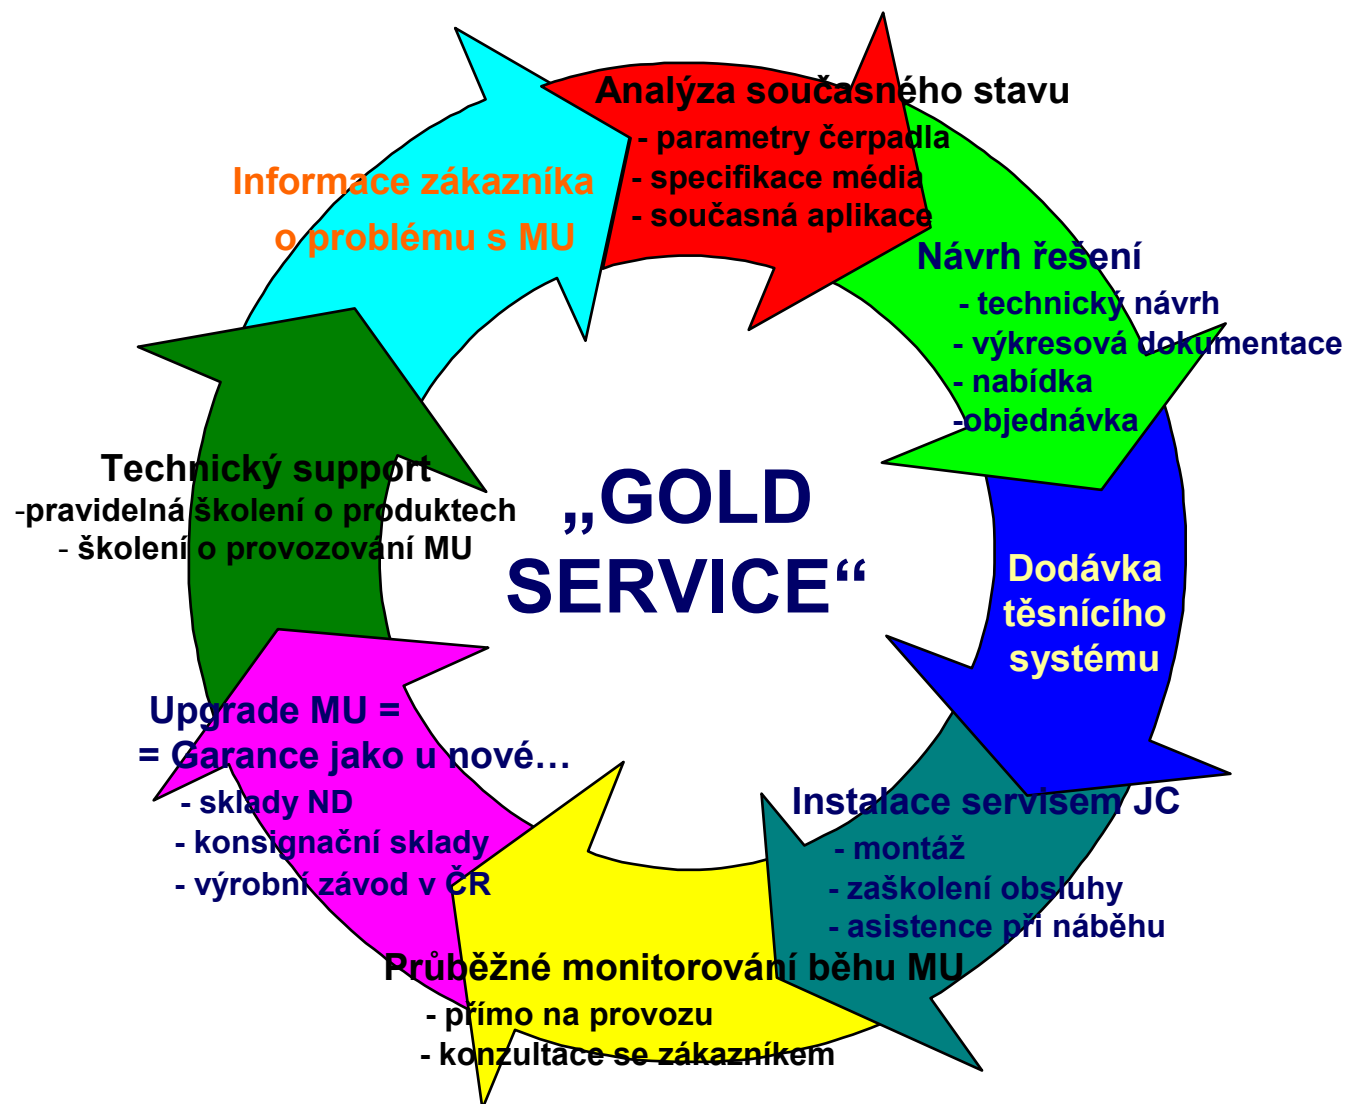 Informace zákazníka
o problému s MU
Analýza současného stavu
- parametry čerpadla
- specifikace média
- současná aplikace
Návrh řešení
- technický návrh
- výkresová dokumentace
- nabídka
-objednávka
Dodávka
těsnícího
systému
Instalace servisem JC
- montáž
- zaškolení obsluhy
- asistence při náběhu
Průběžné monitorování běhu MU
- přímo na provozu
- konzultace se zákazníkem
Upgrade MU =
= Garance jako u nové…
- sklady ND
- konsignační sklady
- výrobní závod v ČR
Technický support
-pravidelná školení o produktech
- školení o provozování MU
„GOLD
SERVICE“